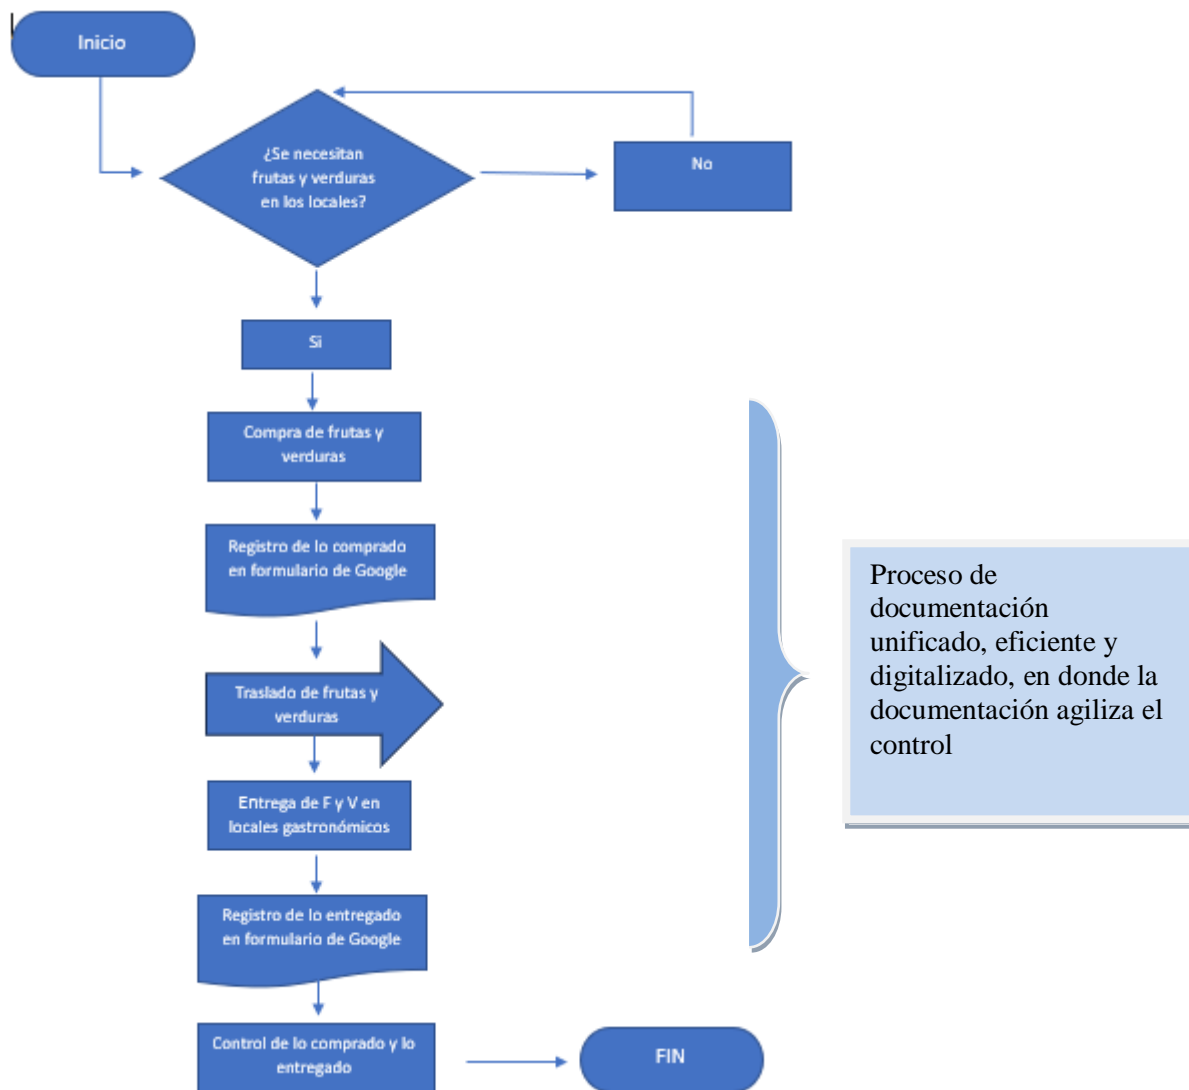 Inicio
¿Se necesitan
frutas y verduras
en los locales?
No
Si
Compra de frutas y
verduras
Registro de lo comprado
en formulario de Google
Traslado de frutas y
verduras
Entrega de F y V en
locales gastronómicos
Registro de lo entregado
en formulario de Google
Control de lo comprado y lo
entregado
FIN
Proceso de
documentación
unificado, eficiente y
digitalizado, en donde la
documentación agiliza el
control